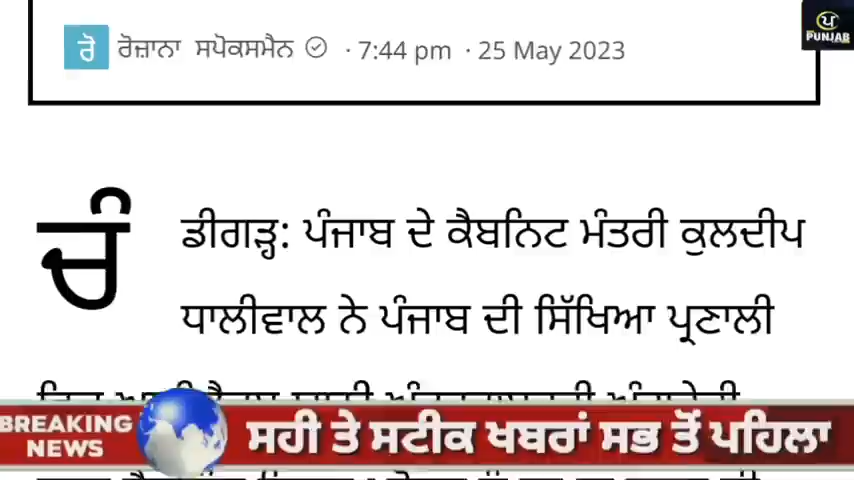 ਰੋ ਰੋਜ਼ਾਨਾ ਸਪੋਕਸਮੈਨ · 7:44 pm · 25 May 2023
ਪ
PUNJAB
ਚੰਡੀਗੜ੍ਹ: ਪੰਜਾਬ ਦੇ ਕੈਬਨਿਟ ਮੰਤਰੀ ਕੁਲਦੀਪ
ਧਾਲੀਵਾਲ ਨੇ ਪੰਜਾਬ ਦੀ ਸਿੱਖਿਆ ਪ੍ਰਣਾਲੀ
BREAKING
NEWS
ਸਹੀ ਤੇ ਸਟੀਕ ਖਬਰਾਂ ਸਭ ਤੋਂ ਪਹਿਲਾ